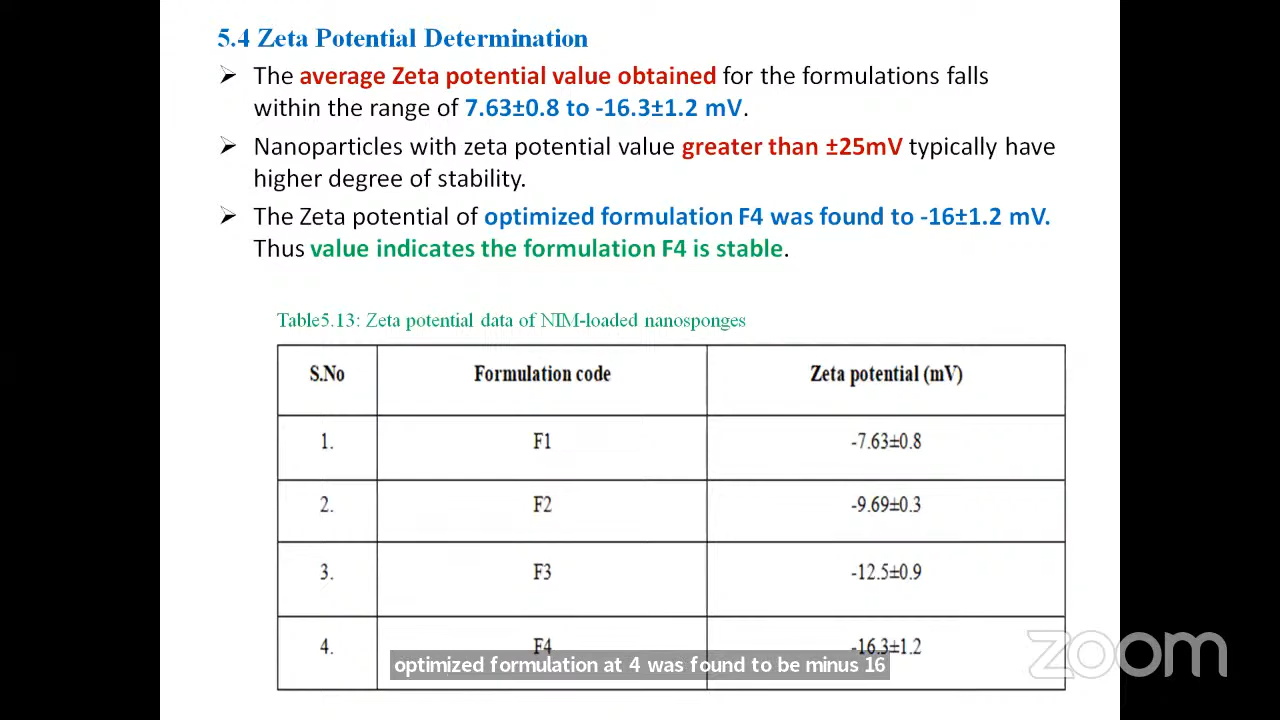 5.4 Zeta Potential Determination
➢ The average Zeta potential value obtained for the formulations falls
within the range of 7.63±0.8 to -16.3±1.2 mV.
➢ Nanoparticles with zeta potential value greater than ±25mV typically have
higher degree of stability.
➢ The Zeta potential of optimized formulation F4 was found to -16±1.2 mV.
Thus value indicates the formulation F4 is stable.
Table5.13: Zeta potential data of NIM-loaded nanosponges
S.No Formulation code Zeta potential (mV)
1. F1 -7.63±0.8
2. F2 -9.69±0.3
3. F3 -12.5±0.9
4. F4 -16.3±1.2
zoom
optimized formulation at 4 was found to be minus 16